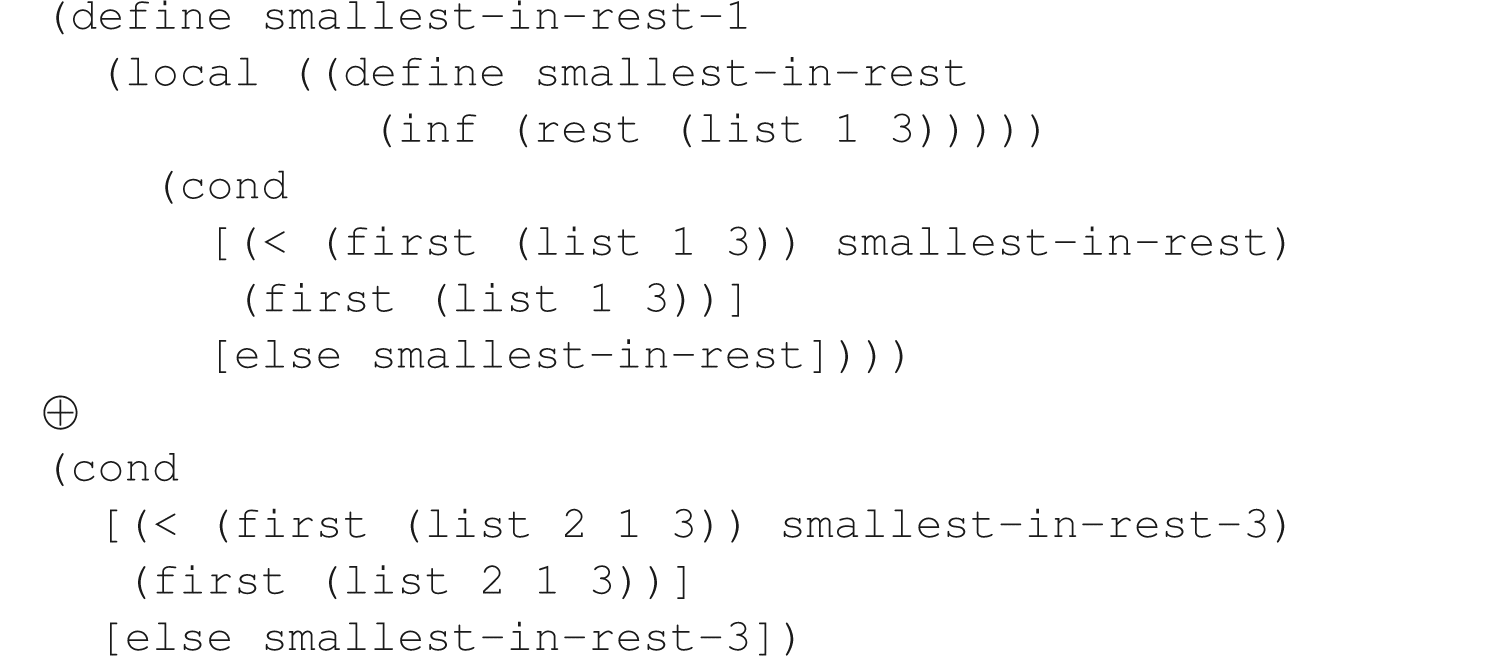 (define smallest-in-rest-1
(local ((define smallest-in-rest
(inf (rest (list 1 3)))))
(cond
[(< (first (list 1 3)) smallest-in-rest)
(first (list 1 3))]
[else smallest-in-rest])))
⊕
(cond
[(< (first (list 2 1 3)) smallest-in-rest-3)
(first (list 2 1 3))]
[else smallest-in-rest-3])